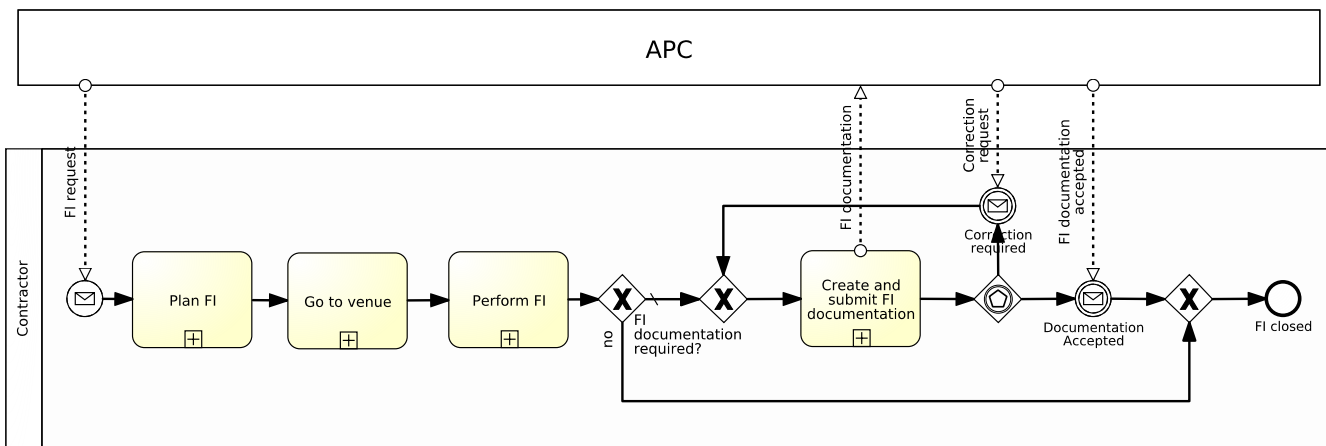 APC
FI request
FI documentation
Correction
request
FI documentation
accepted
Contractor
Plan FI
Go to venue
Perform FI
no
FI
documentation
required?
Create and
submit FI
documentation
Correction
required
Documentation
Accepted
FI closed